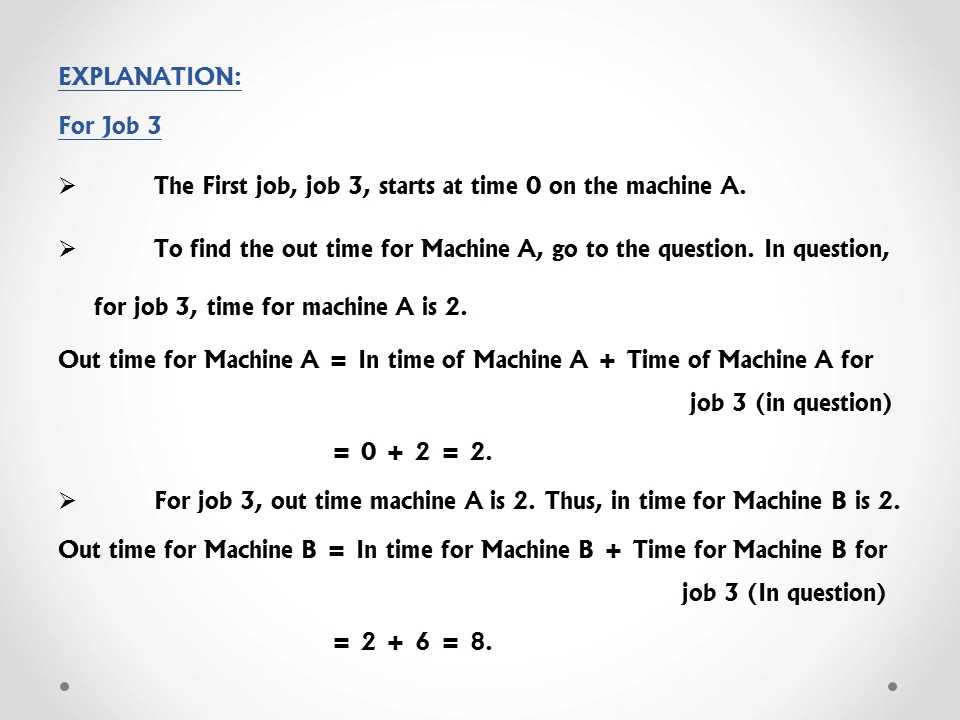 EXPLANATION:
For Job 3
➢ The First job, job 3, starts at time 0 on the machine A.
➢ To find the out time for Machine A, go to the question. In question,
for job 3, time for machine A is 2.
Out time for Machine A = In time of Machine A + Time of Machine A for
job 3 (in question)
= 0 + 2 = 2.
➢ For job 3, out time machine A is 2. Thus, in time for Machine B is 2.
Out time for Machine B = In time for Machine B + Time for Machine B for
job 3 (In question)
= 2 + 6 = 8.